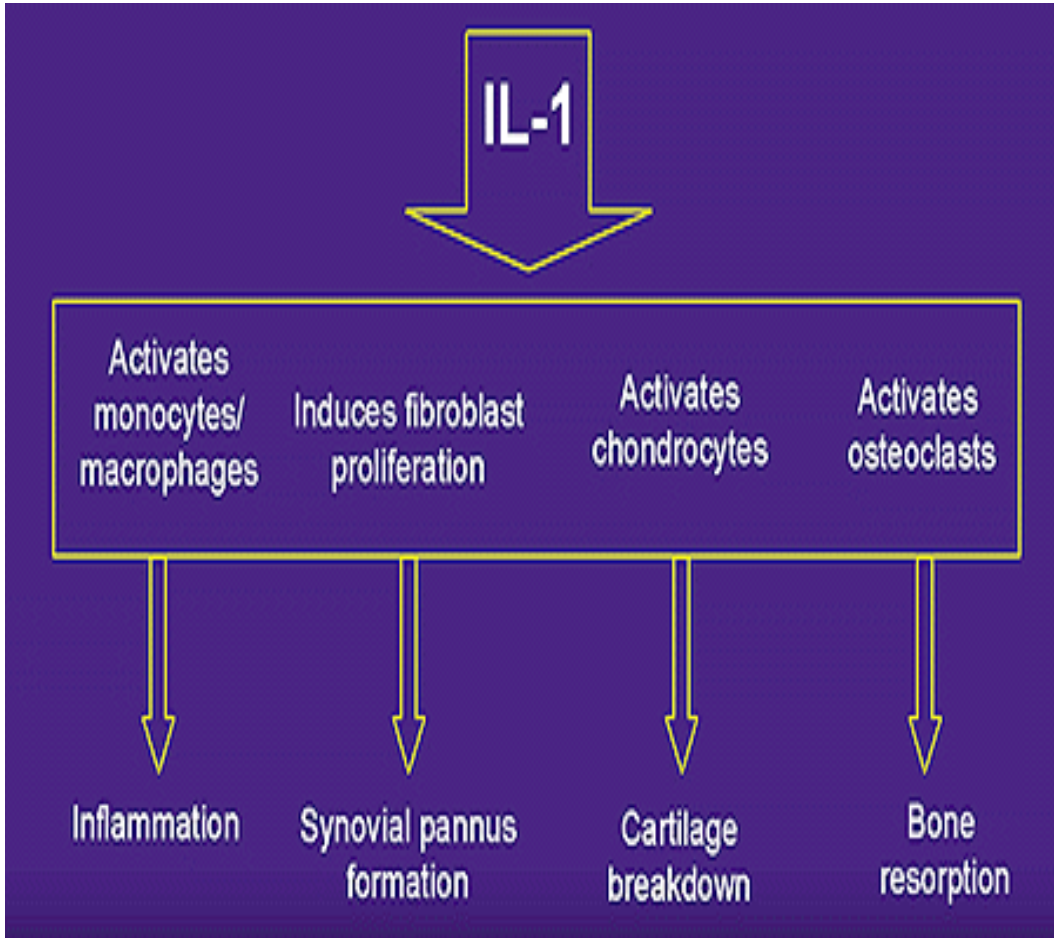 IL-1
Activates
monocytes/
macrophages
Induces fibroblast
proliferation
Activates
chondrocytes
Activates
osteoclasts
Inflammation
Synovial pannus
formation
Cartilage
breakdown
Bone
resorption